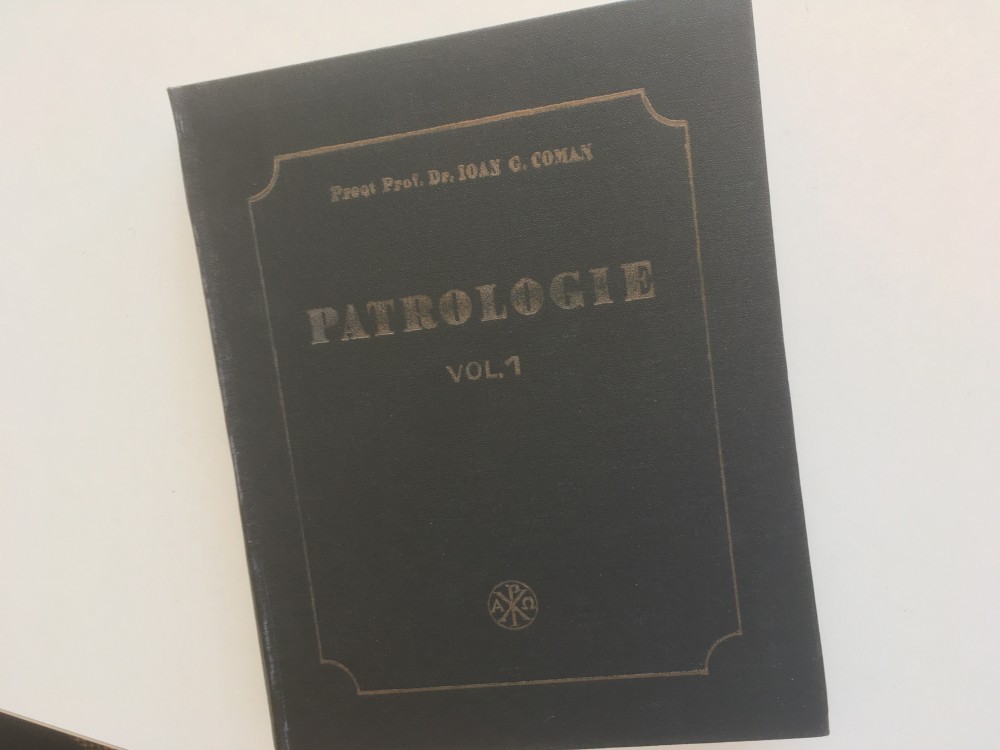 Preot Prof. Dr. IOAN G. COMAN
PATROLOGIE
VOL.1
Α Ρ Ω